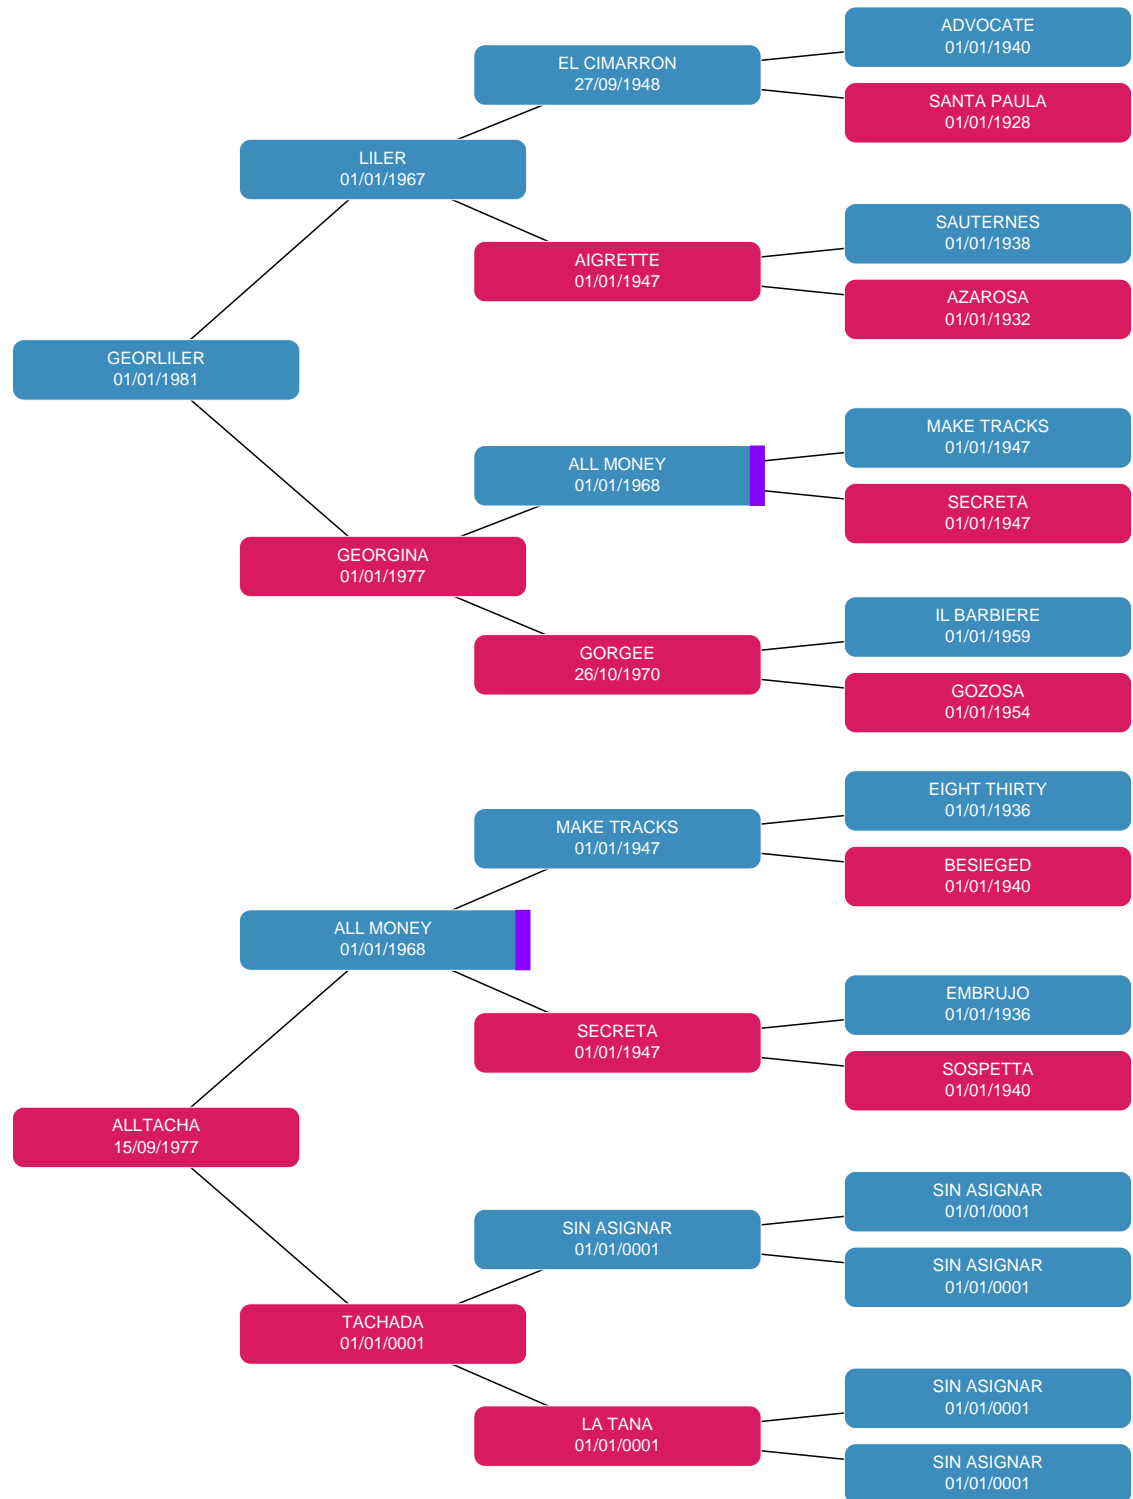 ADVOCATE
01/01/1940
EL CIMARRON
27/09/1948
SANTA PAULA
01/01/1928
LILER
01/01/1967
SAUTERNES
01/01/1938
AIGRETTE
01/01/1947
AZAROSA
01/01/1932
GEORLILER
01/01/1981
MAKE TRACKS
01/01/1947
ALL MONEY
01/01/1968
SECRETA
01/01/1947
GEORGINA
01/01/1977
IL BARBIERE
01/01/1959
GORGEE
26/10/1970
GOZOSA
01/01/1954
EIGHT THIRTY
01/01/1936
MAKE TRACKS
01/01/1947
BESIEGED
01/01/1940
ALL MONEY
01/01/1968
EMBRUJO
01/01/1936
SECRETA
01/01/1947
SOSPETTA
01/01/1940
ALLTACHA
15/09/1977
SIN ASIGNAR
01/01/0001
SIN ASIGNAR
01/01/0001
SIN ASIGNAR
01/01/0001
TACHADA
01/01/0001
SIN ASIGNAR
01/01/0001
LA TANA
01/01/0001
SIN ASIGNAR
01/01/0001